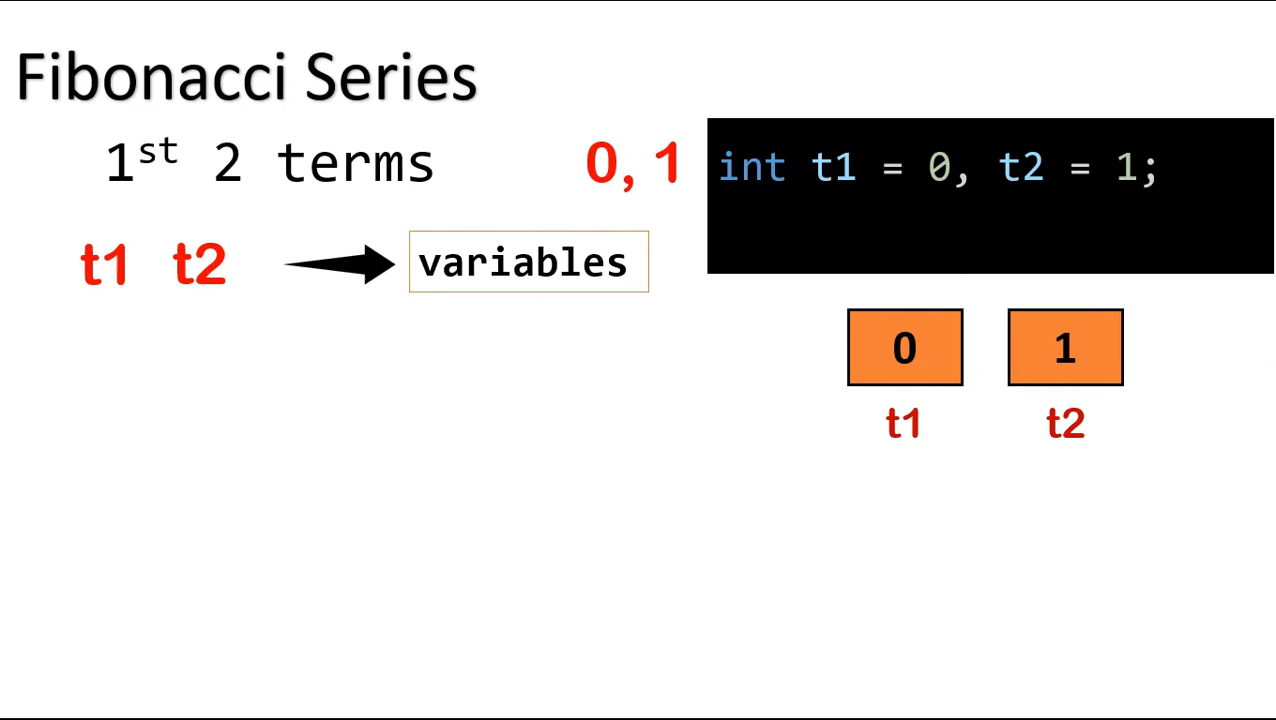 Fibonacci Series
1st 2 terms
0, 1
int t1 = 0, t2 = 1;
t1 t2
variables
0 1
t1 t2